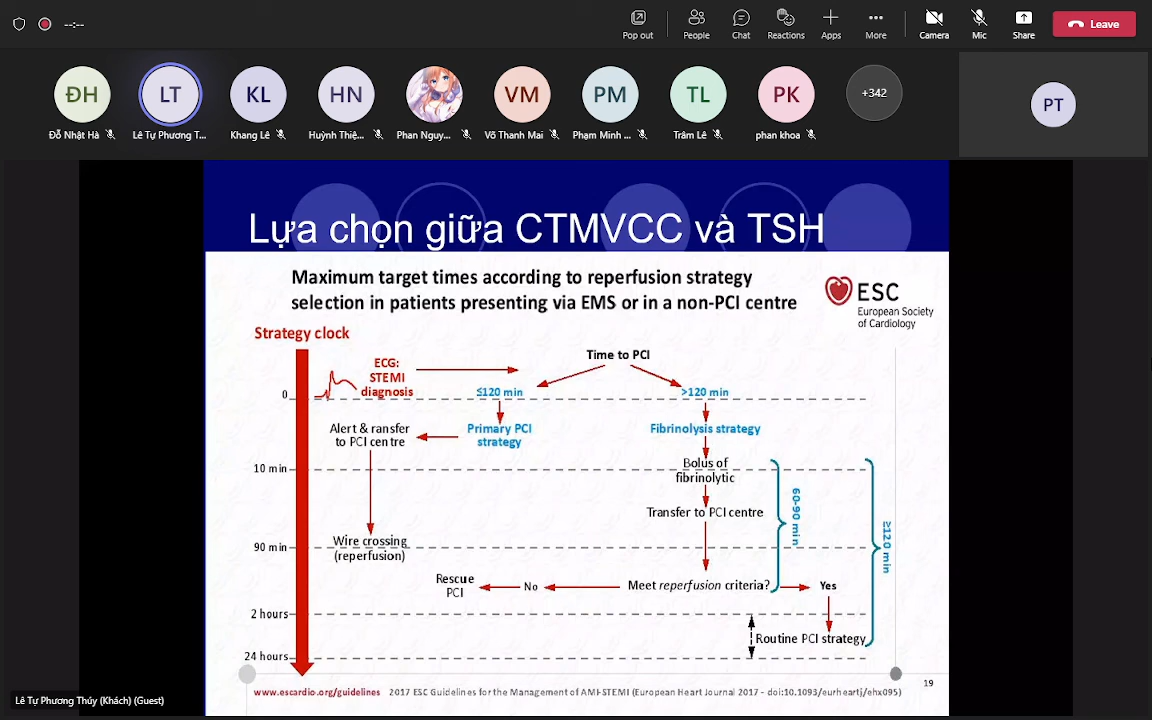 --:--
Pop out
People
Chat
Reactions
Apps
More
Camera
Mic
Share
Leave
ĐH
LT
KL
HN
VM
PM
TL
PK
+342
PT
Đỗ Nhật Hà
Lê Tự Phương T...
Khang Lê
Huỳnh Thiệ...
Phan Nguy...
Võ Thanh Mai
Phạm Minh ...
Trâm Lê
phan khoa
Lựa chọn giữa CTMVCC và TSH
Maximum target times according to reperfusion strategy
selection in patients presenting via EMS or in a non-PCI centre
ESC
European Society
of Cardiology
Strategy clock
ECG:
STEMI
diagnosis
Time to PCI
0
≤120 min
>120 min
Alert & ransfer
to PCI centre
Primary PCI
strategy
Fibrinolysis strategy
10 min
Bolus of
fibrinolytic
Transfer to PCI centre
60-90 min
≥120 min
90 min
Wire crossing
(reperfusion)
Rescue
PCI
No
Meet reperfusion criteria?
Yes
2 hours
Routine PCI strategy
24 hours
www.escardio.org/guidelines
2017 ESC Guidelines for the Management of AMI-STEMI (European Heart Journal 2017 - doi:10.1093/eurheartj/ehx095)
19
Lê Tự Phương Thúy (Khách) (Guest)